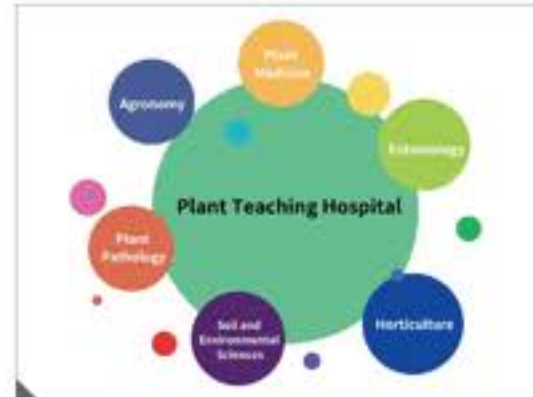 Plant
Medicine
Agronomy
Entomology
Plant Teaching Hospital
Plant
Pathology
Soil and
Environmental
Sciences
Horticulture